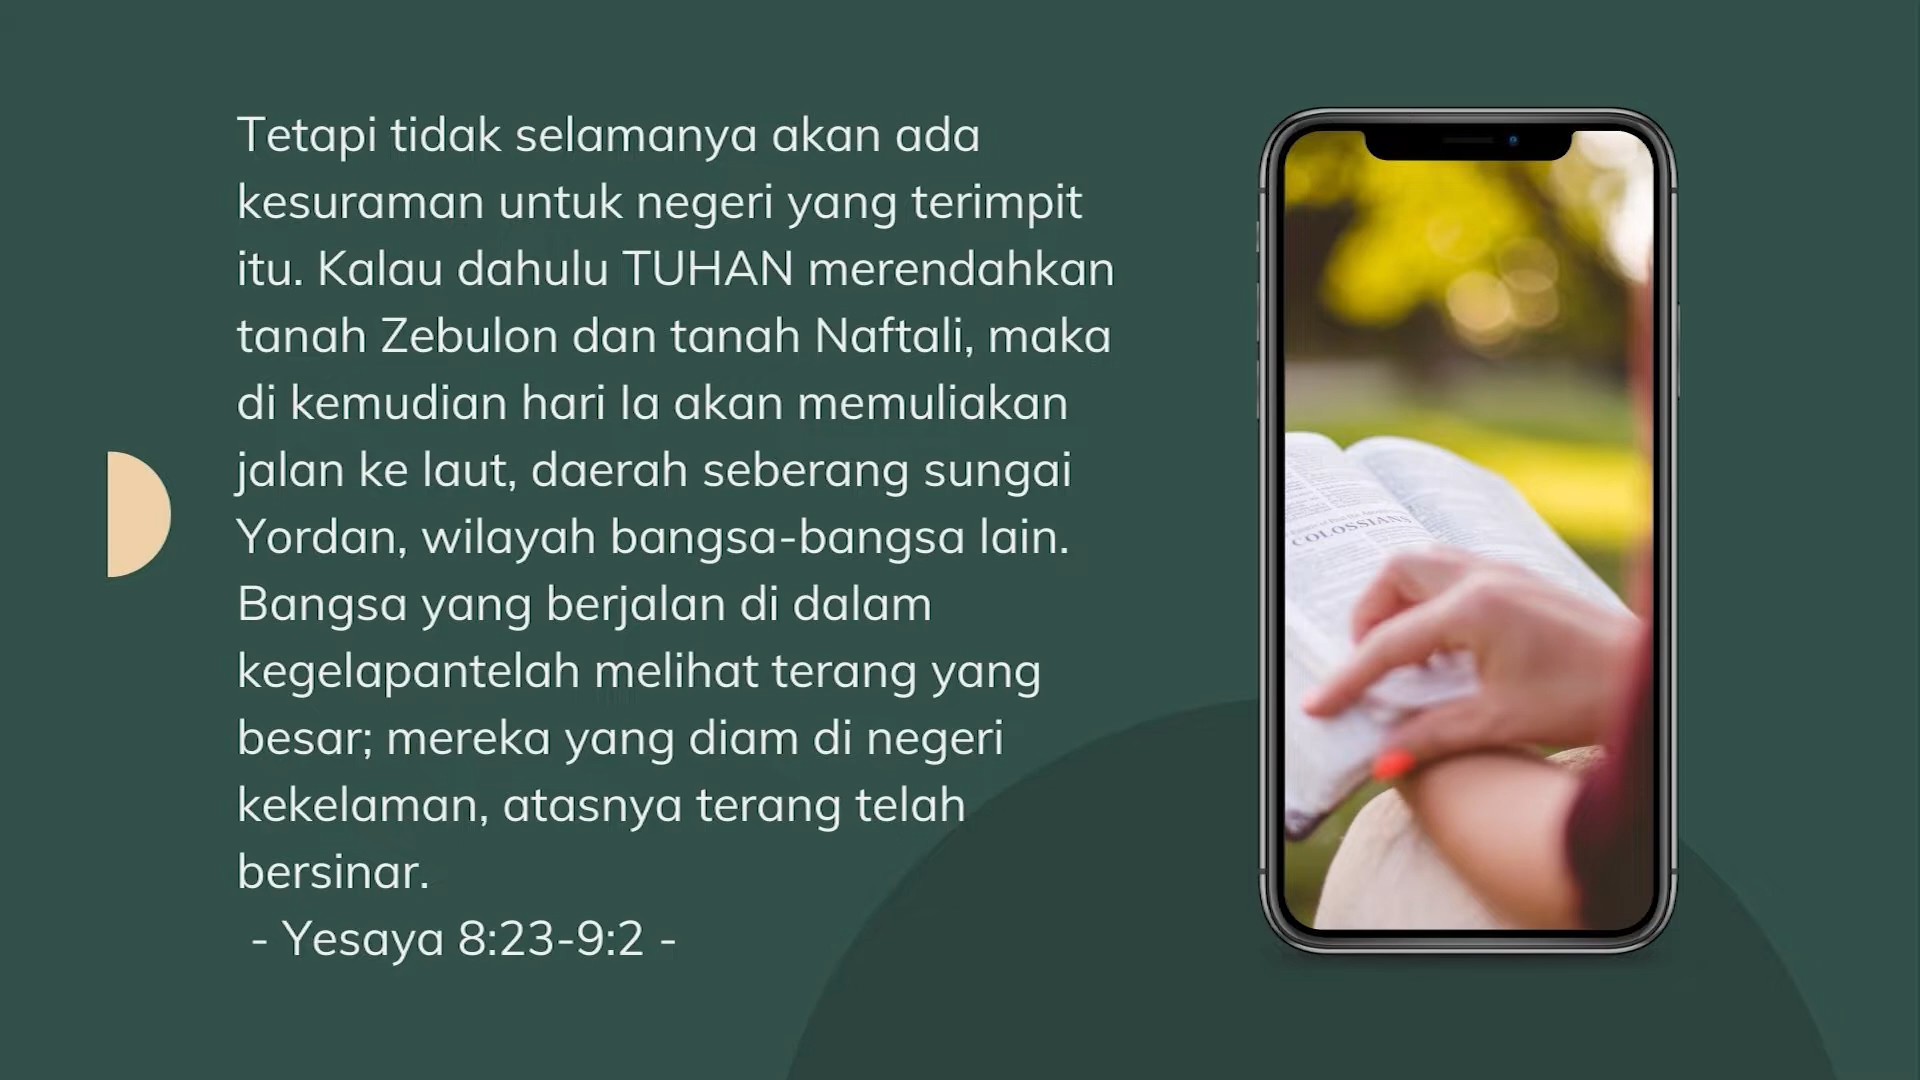 Tetapi tidak selamanya akan ada
kesuraman untuk negeri yang terimpit
itu. Kalau dahulu TUHAN merendahkan
tanah Zebulon dan tanah Naftali, maka
di kemudian hari Ia akan memuliakan
jalan ke laut, daerah seberang sungai
Yordan, wilayah bangsa-bangsa lain.
Bangsa yang berjalan di dalam
kegelapantelah melihat terang yang
besar; mereka yang diam di negeri
kekelaman, atasnya terang telah
bersinar.
- Yesaya 8:23-9:2 -
COLOSSIANS